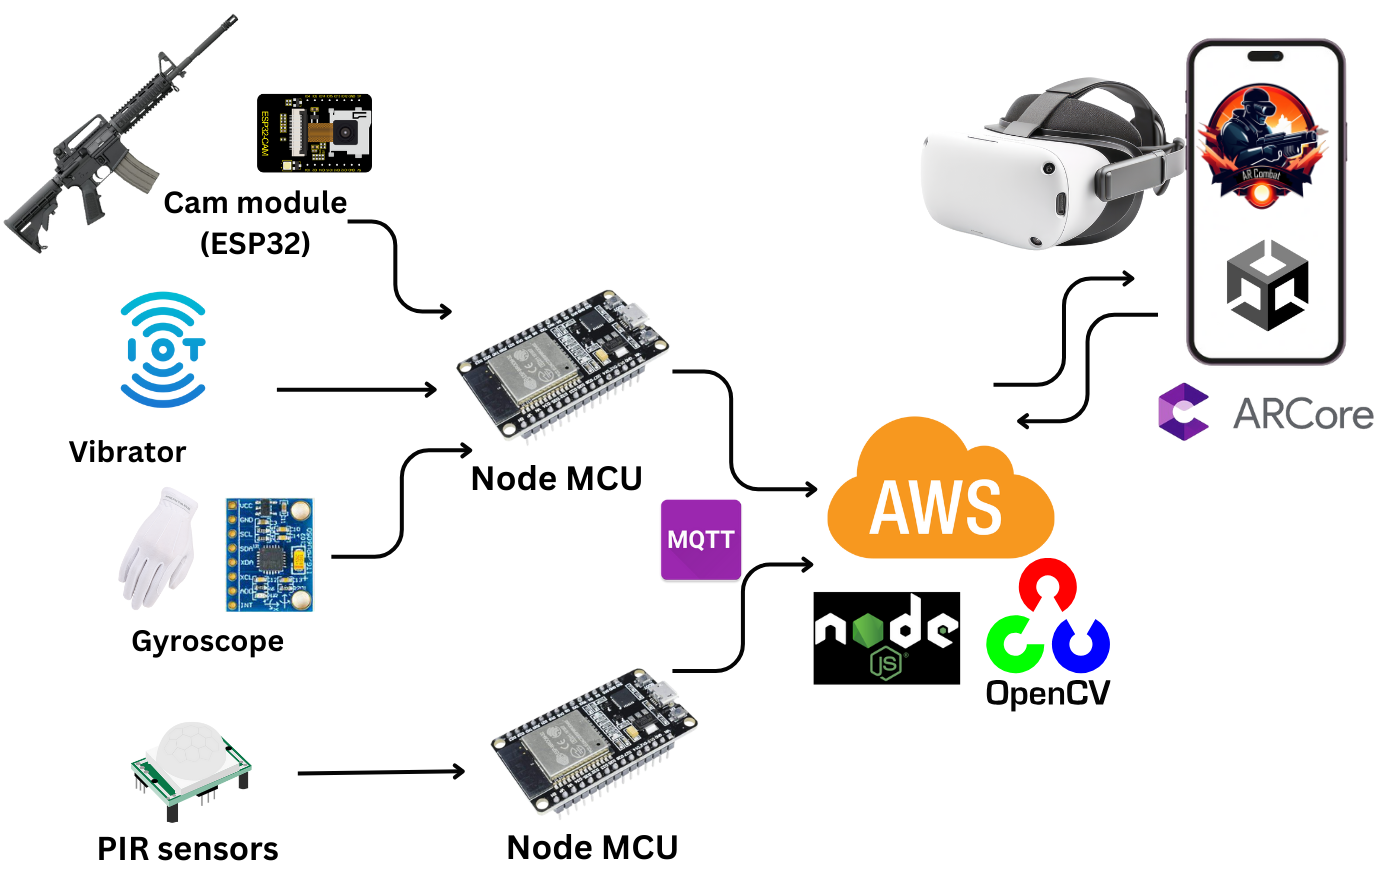 ESP32-CAM
Cam module
(ESP32)
AR Combat
IOT
Vibrator
Node MCU
ARCore
AWS
MQTT
VCC
GND
SCL
SDA
XDA
XCL
ADO
INT
Gyroscope
node
JS
OpenCV
PIR sensors
Node MCU